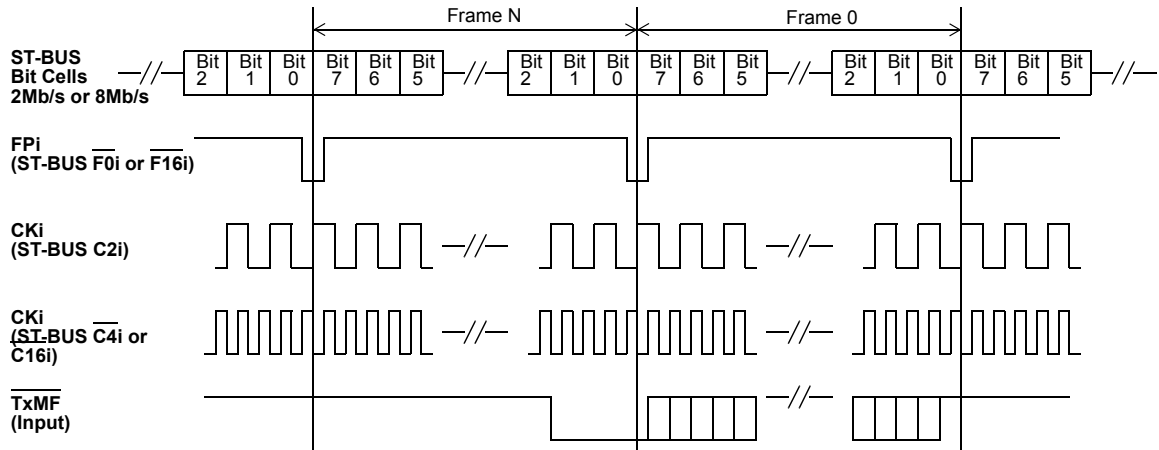 Frame N
Frame 0
ST-BUS
Bit Cells
2Mb/s or 8Mb/s
Bit 2
Bit 1
Bit 0
Bit 7
Bit 6
Bit 5
Bit 2
Bit 1
Bit 0
Bit 7
Bit 6
Bit 5
Bit 2
Bit 1
Bit 0
Bit 7
Bit 6
Bit 5
FPi
(ST-BUS F0i or F16i)
CKi
(ST-BUS C2i)
CKi
(ST-BUS C4i or
C16i)
TxMF
(Input)